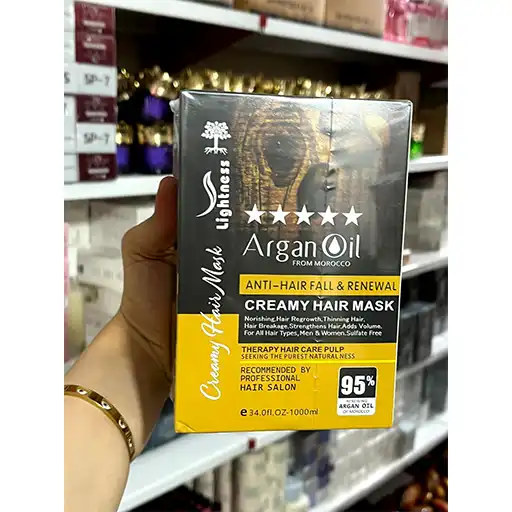 SP-7
SP-7
Lightness
Creamy Hair Mask
Argan Oil
FROM MOROCCO
ANTI-HAIR FALL & RENEWAL
CREAMY HAIR MASK
Norishing,Hair Regrowth,Thinning Hair,
Hair Breakage,Strengthens Hair,Adds Volume.
For All Hair Types,Men & Women.Sulfate Free
THERAPY HAIR CARE PULP
SEEKING THE PUREST NATURAL NESS
RECOMMENDED BY
PROFESSIONAL
HAIR SALON
e34.0fl.OZ-1000ml
95%
ARGAN OIL
OF MOROCCO